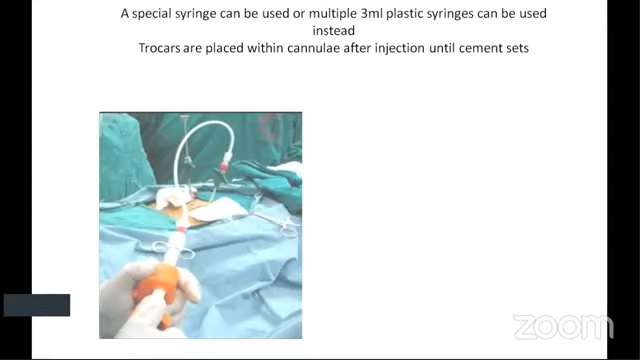 A special syringe can be used or multiple 3ml plastic syringes can be used
instead
Trocars are placed within cannulae after injection until cement sets
zoom